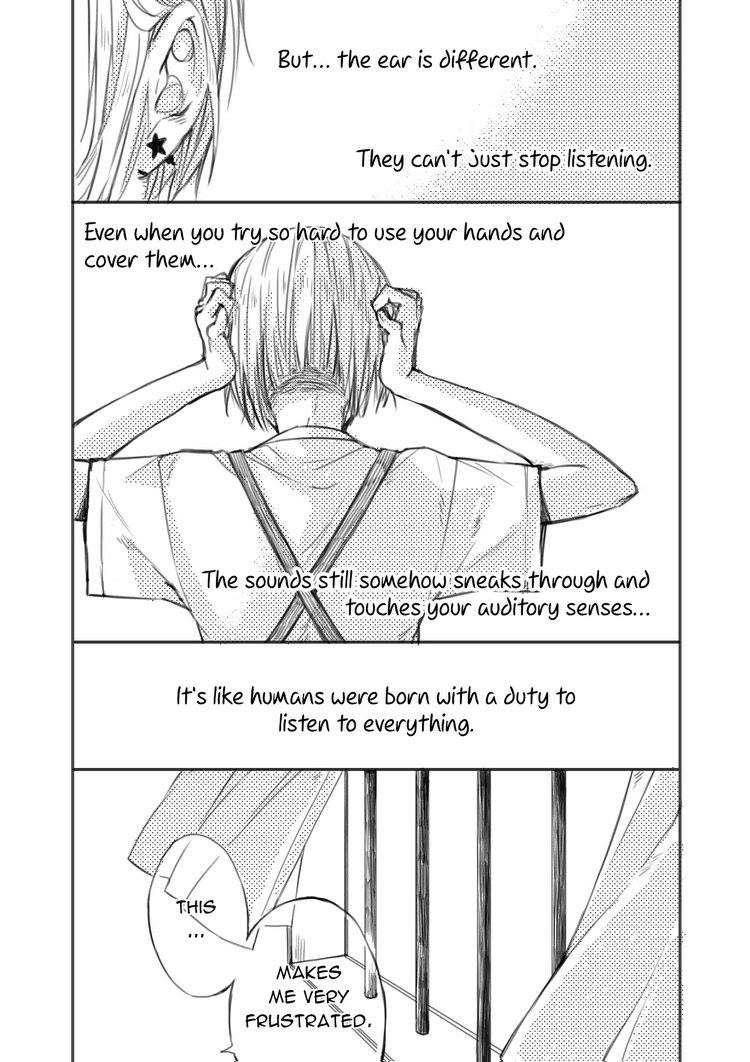 But... the ear is different.
They can't just stop listening.
Even when you try so hard to use your hands and
cover them...
The sounds still somehow sneaks through and
touches your auditory senses...
It's like humans were born with a duty to
listen to everything.
THIS
...
MAKES
ME VERY
FRUSTRATED.